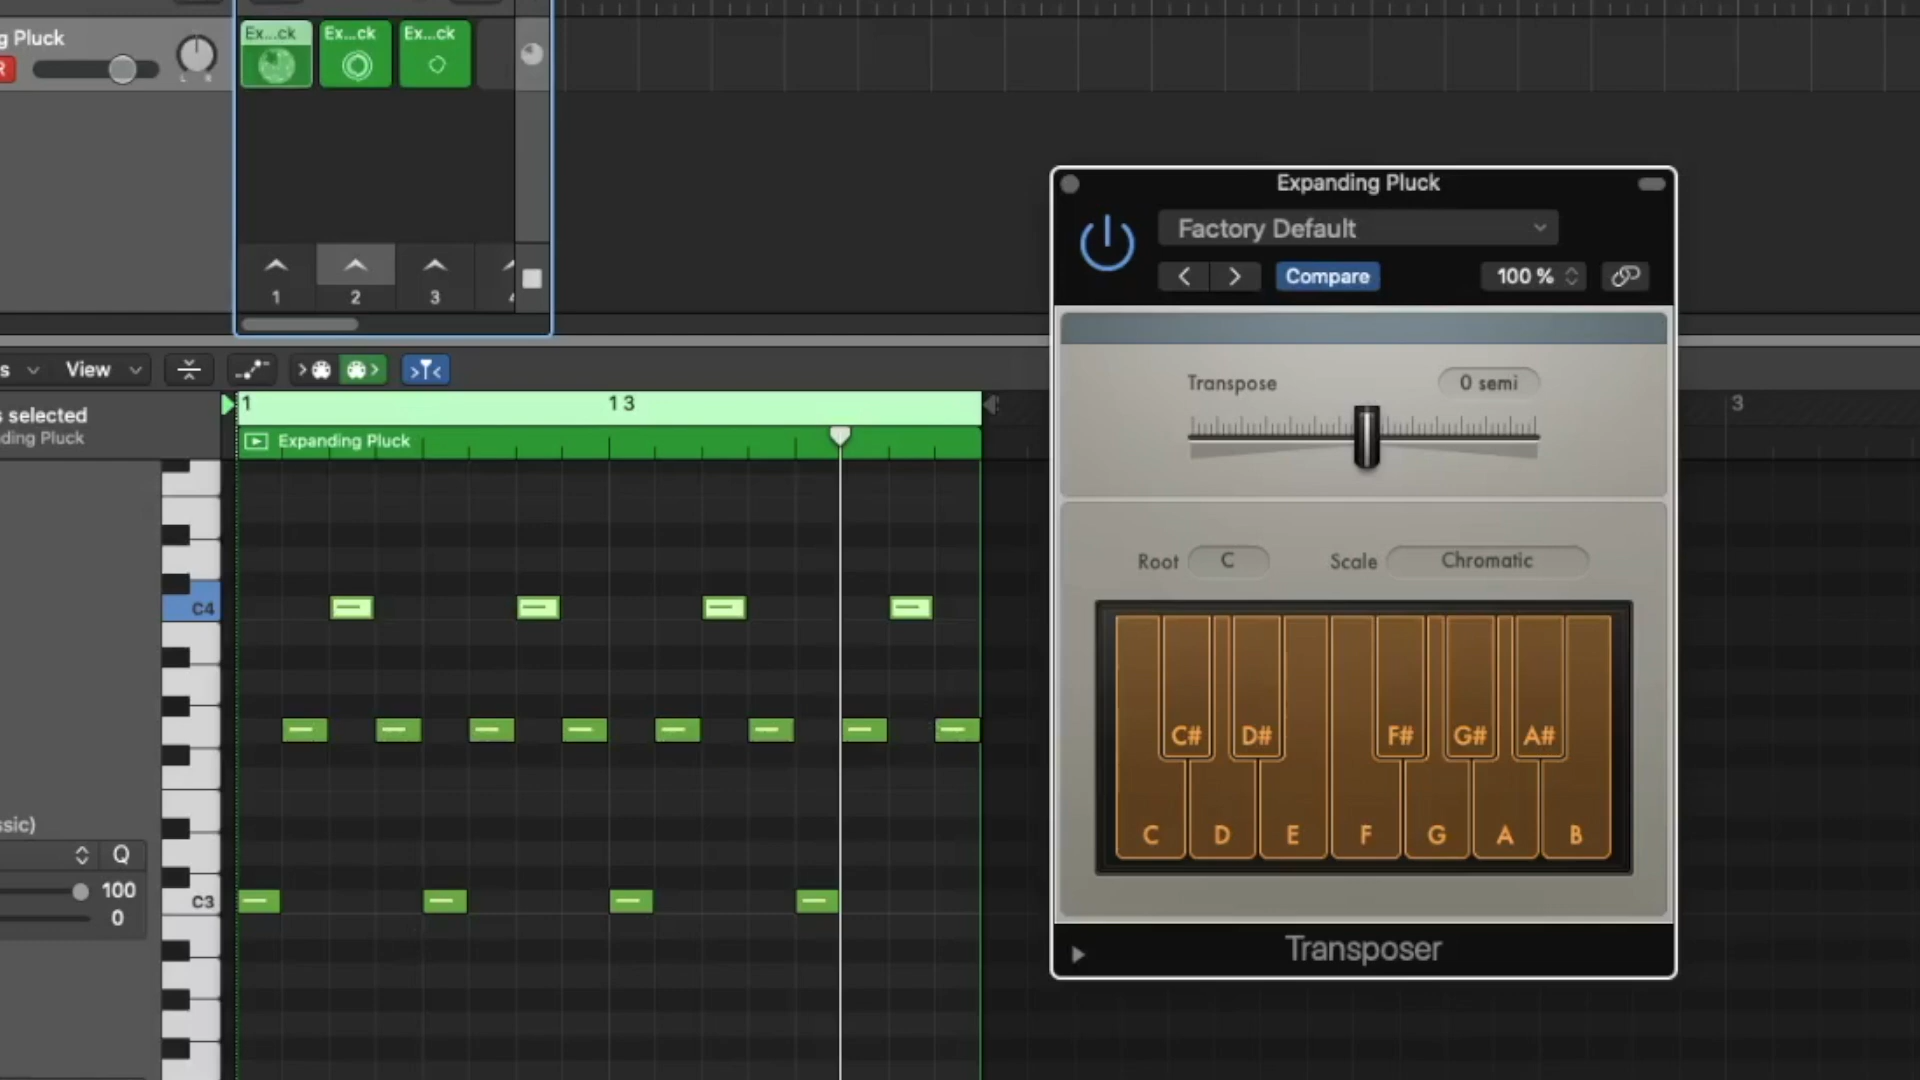 g Pluck
R
L R
Ex...ck Ex...ck Ex...ck
1 2 3
s View
s selected
ding Pluck
1 1 3 3
Expanding Pluck
C4
C3
ssic)
Q
100
0
Expanding Pluck
Factory Default
Compare 100 %
Transpose 0 semi
Root C Scale Chromatic
C# D# F# G# A#
C D E F G A B
Transposer